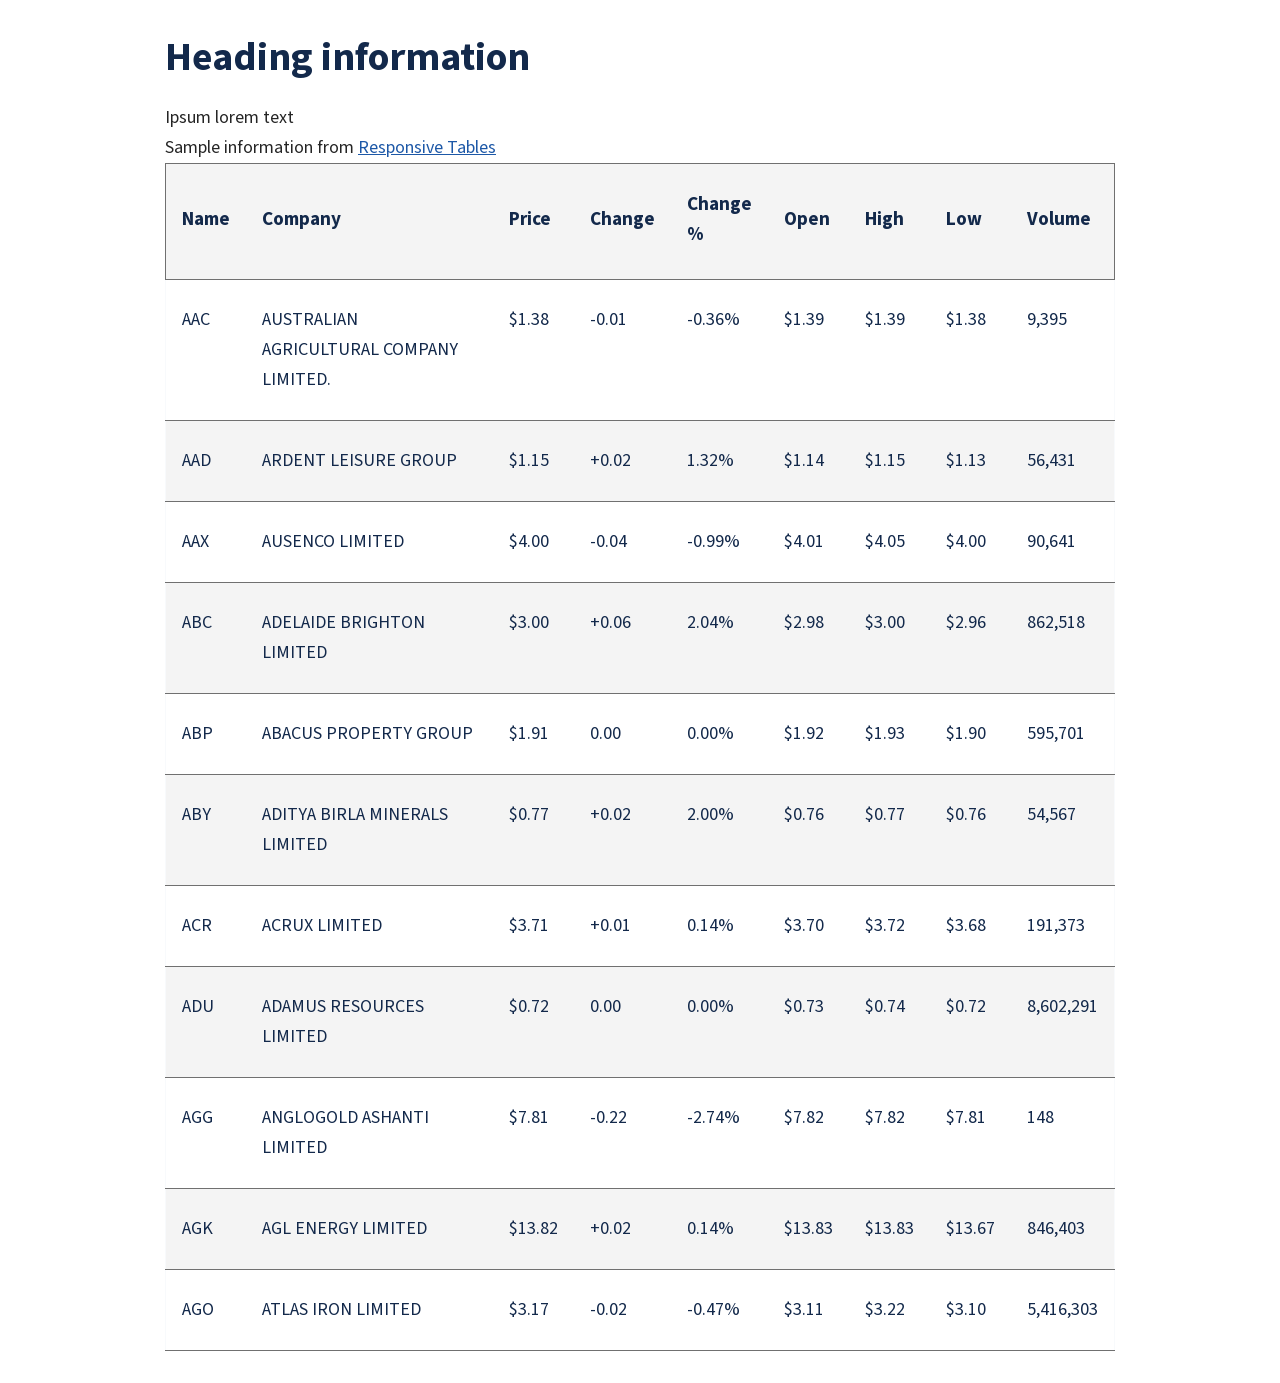 Heading information
Ipsum lorem text
Sample information from Responsive Tables
Name Company Price Change Change % Open High Low Volume
AAC AUSTRALIAN AGRICULTURAL COMPANY LIMITED. $1.38 -0.01 -0.36% $1.39 $1.39 $1.38 9,395
AAD ARDENT LEISURE GROUP $1.15 +0.02 1.32% $1.14 $1.15 $1.13 56,431
AAX AUSENCO LIMITED $4.00 -0.04 -0.99% $4.01 $4.05 $4.00 90,641
ABC ADELAIDE BRIGHTON LIMITED $3.00 +0.06 2.04% $2.98 $3.00 $2.96 862,518
ABP ABACUS PROPERTY GROUP $1.91 0.00 0.00% $1.92 $1.93 $1.90 595,701
ABY ADITYA BIRLA MINERALS LIMITED $0.77 +0.02 2.00% $0.76 $0.77 $0.76 54,567
ACR ACRUX LIMITED $3.71 +0.01 0.14% $3.70 $3.72 $3.68 191,373
ADU ADAMUS RESOURCES LIMITED $0.72 0.00 0.00% $0.73 $0.74 $0.72 8,602,291
AGG ANGLOGOLD ASHANTI LIMITED $7.81 -0.22 -2.74% $7.82 $7.82 $7.81 148
AGK AGL ENERGY LIMITED $13.82 +0.02 0.14% $13.83 $13.83 $13.67 846,403
AGO ATLAS IRON LIMITED $3.17 -0.02 -0.47% $3.11 $3.22 $3.10 5,416,303